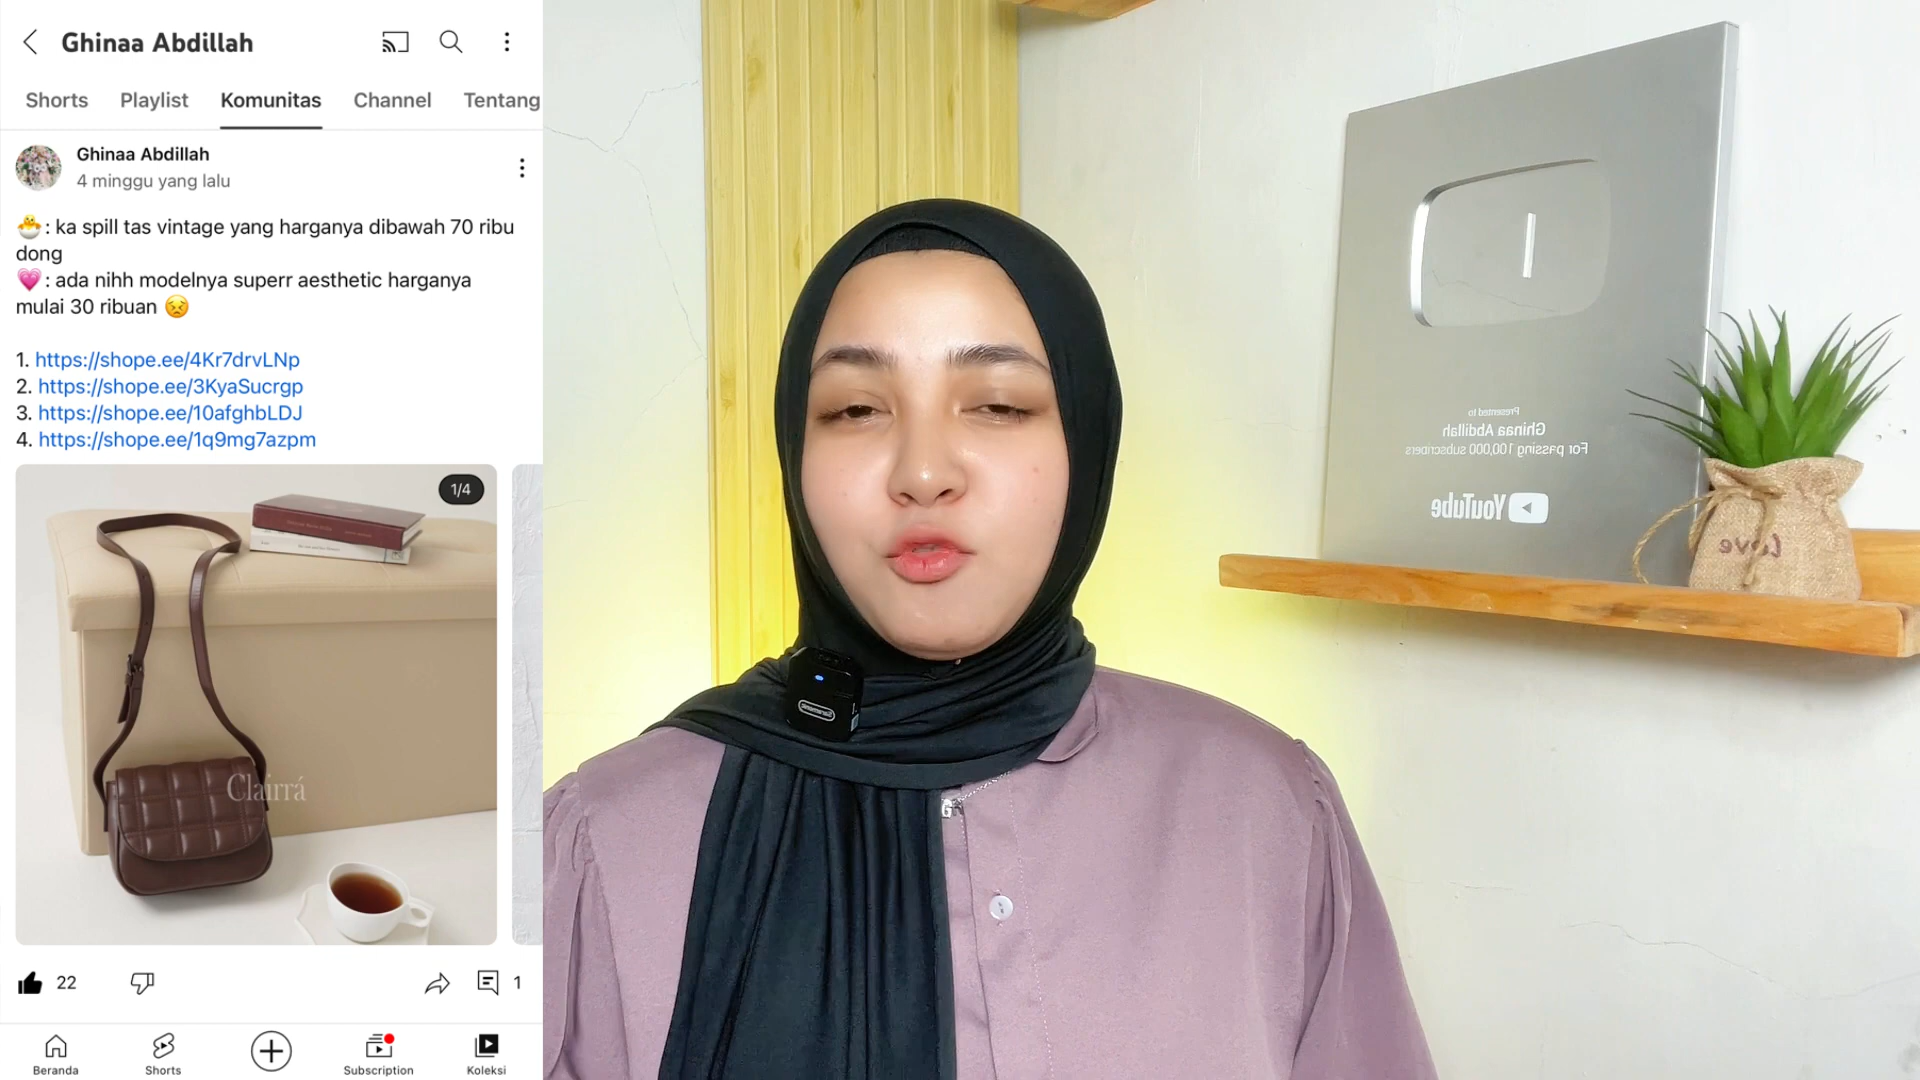 Ghinaa Abdillah
Shorts Playlist Komunitas Channel Tentang
Ghinaa Abdillah
4 minggu yang lalu
🐣: ka spill tas vintage yang harganya dibawah 70 ribu
dong
💗: ada nihh modelnya superr aesthetic harganya
mulai 30 ribuan 😣
1. https://shope.ee/4Kr7drvLNp
2. https://shope.ee/3KyaSucrgp
3. https://shope.ee/10afghbLDJ
4. https://shope.ee/1q9mg7azpm
1/4
Clairrá
22
1
Beranda Shorts Subscription Koleksi
Presented to
Ghinaa Abdillah
For passing 100,000 subscribers
YouTube
Love
Saramonic
G